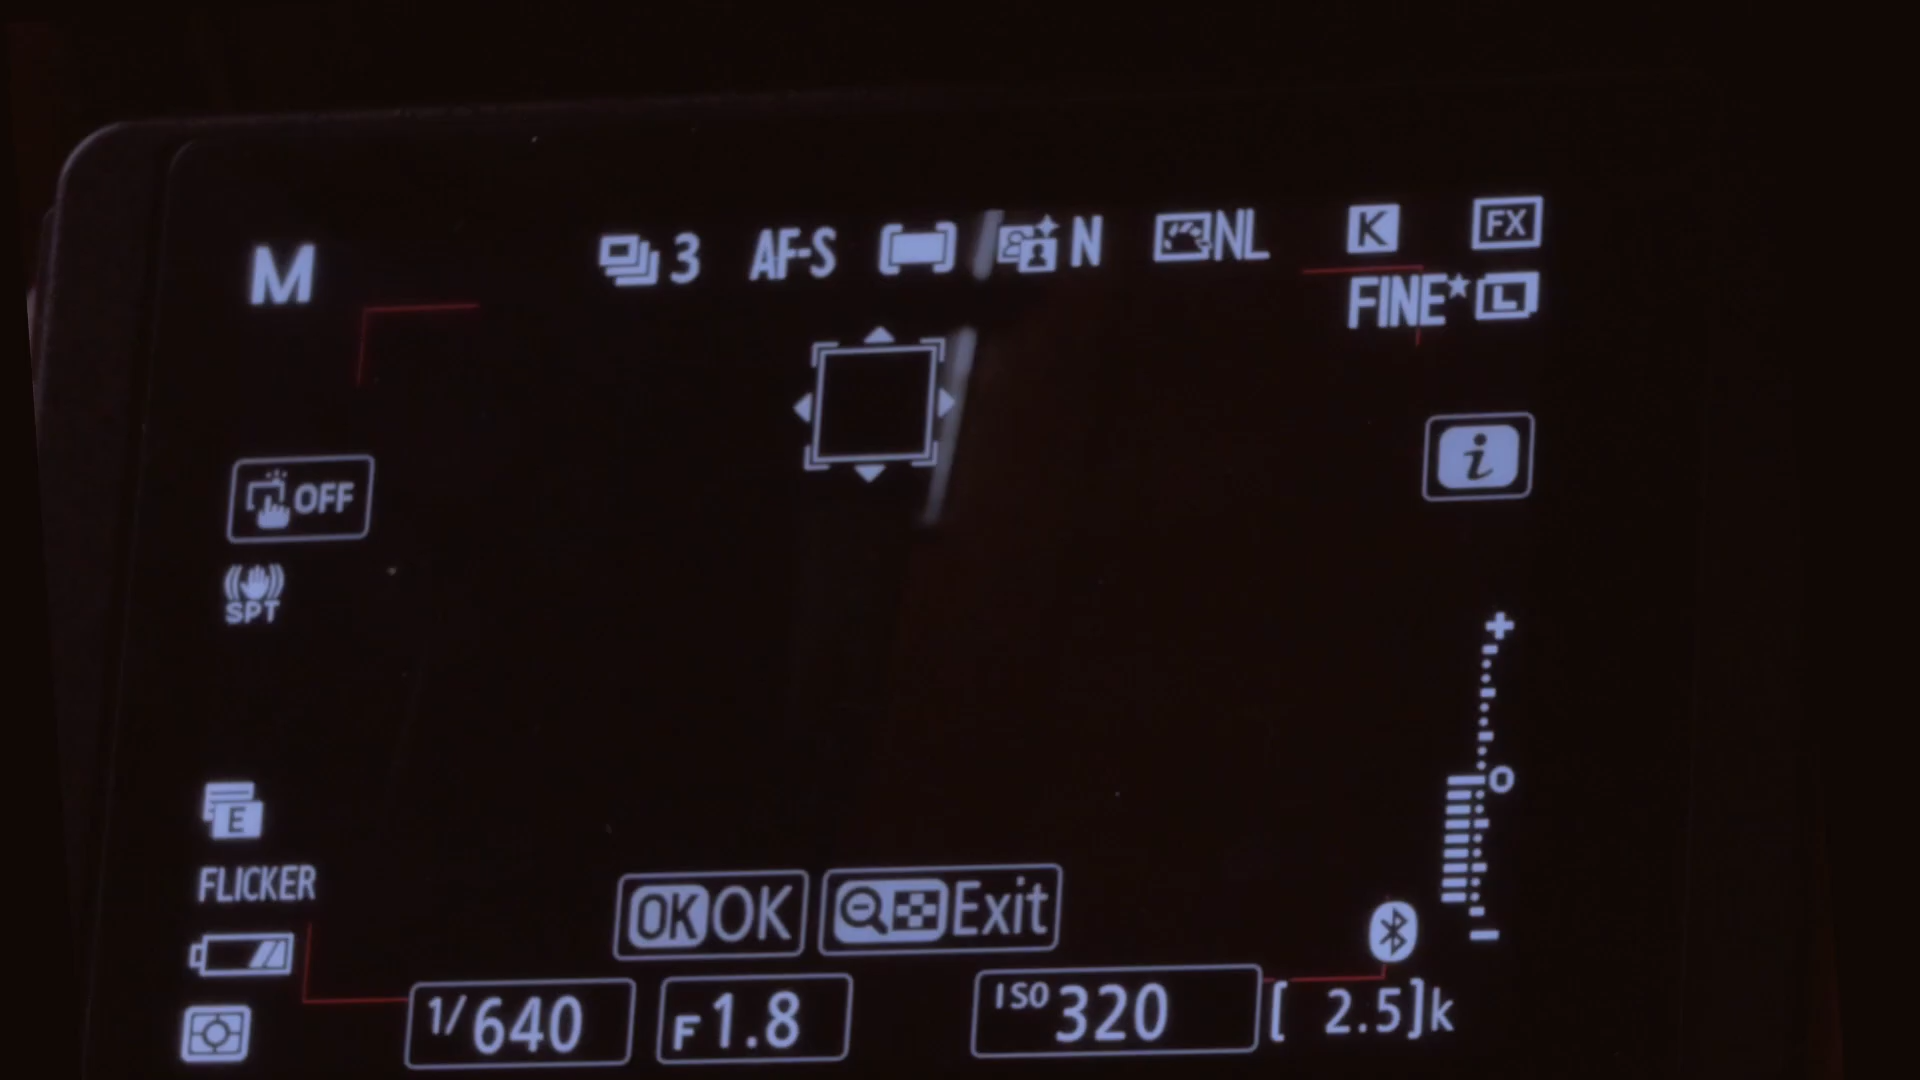 M 3 AF-S N NL K FX
FINE★ L
i
OFF
SPT
E
FLICKER
OK OK Exit
1/640 F1.8 ISO 320 [ 2.5]k
+
0
-